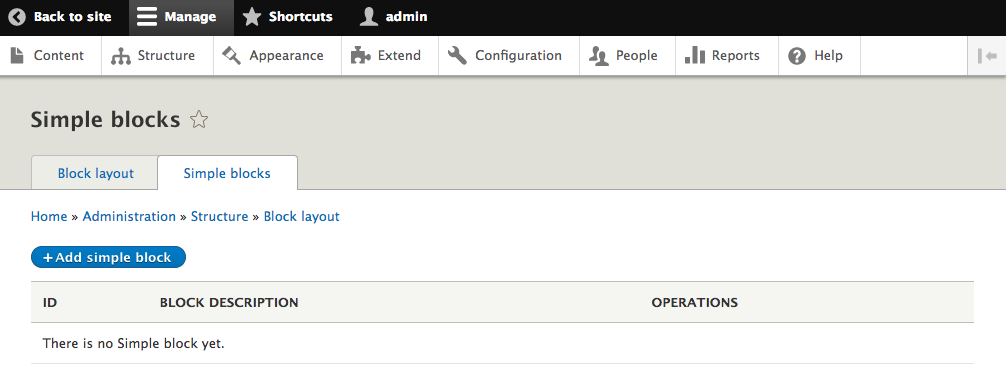 Back to site Manage Shortcuts admin
Content Structure Appearance Extend Configuration People Reports Help
Simple blocks
Block layout Simple blocks
Home » Administration » Structure » Block layout
+ Add simple block
ID BLOCK DESCRIPTION OPERATIONS
There is no Simple block yet.